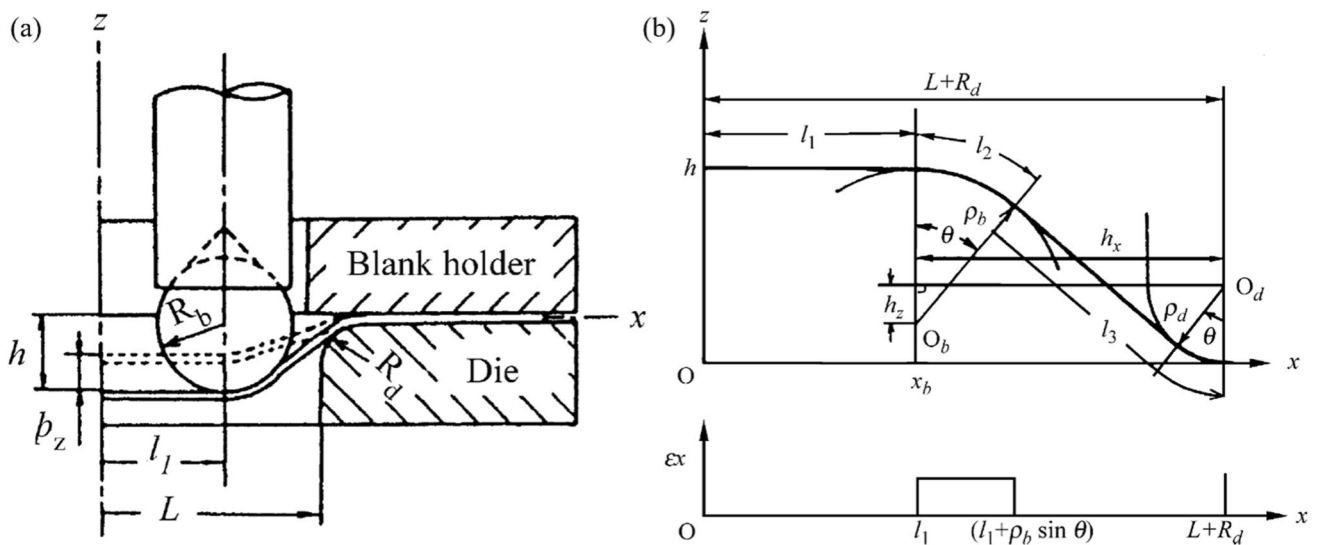 (a)
z
Blank holder
R_b
x
h
R_d
Die
p_z
l_1
L
(b)
z
L+R_d
l_1
l_2
h
ρ_b
θ
h_x
h_z
O_d
ρ_d
θ
l_3
O_b
O
x_b
x
εx
O
l_1
(l_1+ρ_b sin θ)
L+R_d
x